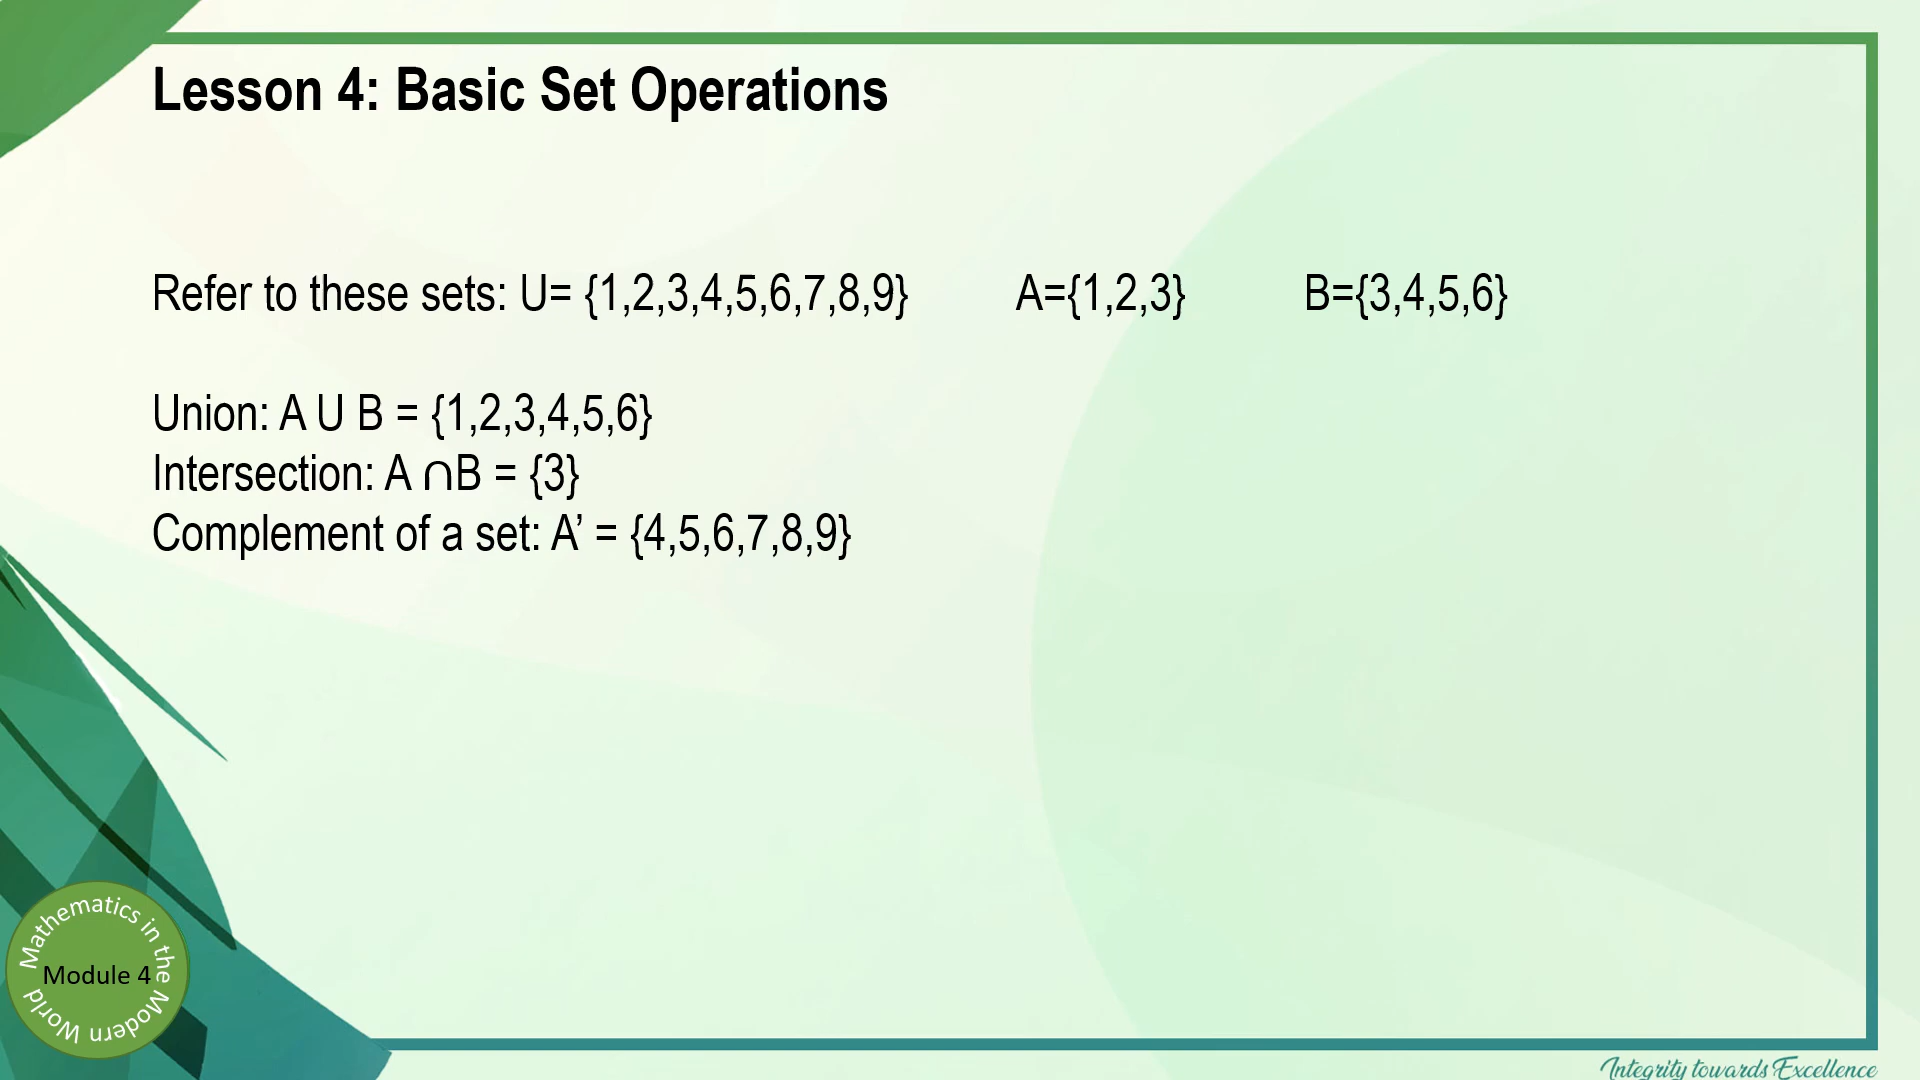 Lesson 4: Basic Set Operations
Refer to these sets: U= {1,2,3,4,5,6,7,8,9} A={1,2,3} B={3,4,5,6}
Union: A U B = {1,2,3,4,5,6}
Intersection: A ∩B = {3}
Complement of a set: A’ = {4,5,6,7,8,9}
Mathematics in the Modern World
Module 4
Integrity towards Excellence